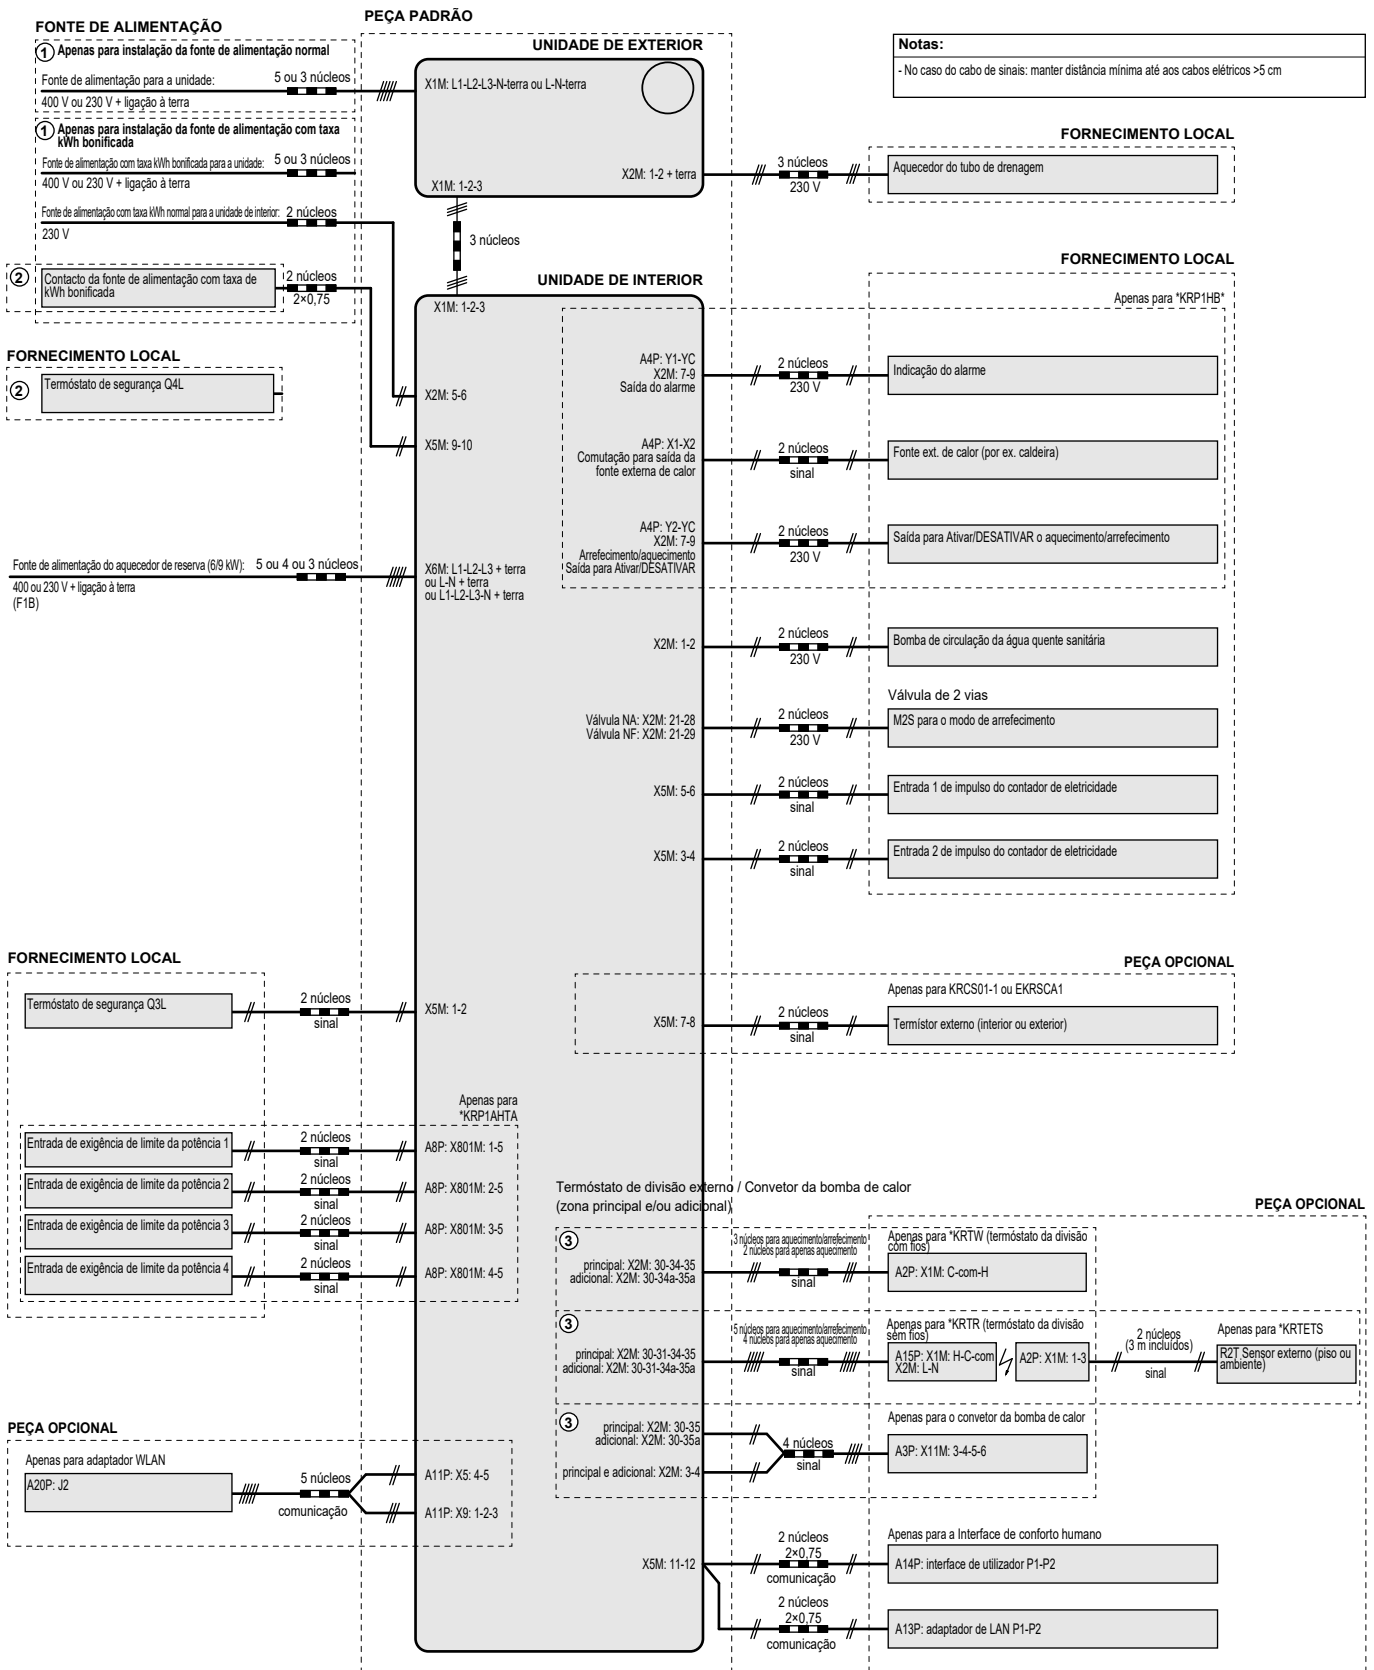 PEÇA PADRÃO
FONTE DE ALIMENTAÇÃO
① Apenas para instalação da fonte de alimentação normal
Fonte de alimentação para a unidade:
5 ou 3 núcleos
400 V ou 230 V + ligação à terra
① Apenas para instalação da fonte de alimentação com taxa
kWh bonificada
Fonte de alimentação com taxa kWh bonificada para a unidade:
5 ou 3 núcleos
400 V ou 230 V + ligação à terra
Fonte de alimentação com taxa kWh normal para a unidade de interior:
2 núcleos
230 V
②
Contacto da fonte de alimentação com taxa de
kWh bonificada
2 núcleos
2×0,75
FORNECIMENTO LOCAL
②
Termóstato de segurança Q4L
Fonte de alimentação do aquecedor de reserva (6/9 kW):
5 ou 4 ou 3 núcleos
400 ou 230 V + ligação à terra
(F1B)
FORNECIMENTO LOCAL
Termóstato de segurança Q3L
2 núcleos
sinal
Entrada de exigência de limite da potência 1
2 núcleos
sinal
Entrada de exigência de limite da potência 2
2 núcleos
sinal
Entrada de exigência de limite da potência 3
2 núcleos
sinal
Entrada de exigência de limite da potência 4
2 núcleos
sinal
PEÇA OPCIONAL
Apenas para adaptador WLAN
A20P: J2
5 núcleos
comunicação
UNIDADE DE EXTERIOR
X1M: L1-L2-L3-N-terra ou L-N-terra
X2M: 1-2 + terra
X1M: 1-2-3
3 núcleos
UNIDADE DE INTERIOR
X1M: 1-2-3
X2M: 5-6
X5M: 9-10
X6M: L1-L2-L3 + terra
ou L-N + terra
ou L1-L2-L3-N + terra
X5M: 1-2
Apenas para
*KRP1AHTA
A8P: X801M: 1-5
A8P: X801M: 2-5
A8P: X801M: 3-5
A8P: X801M: 4-5
A11P: X5: 4-5
A11P: X9: 1-2-3
Notas:
- No caso do cabo de sinais: manter distância mínima até aos cabos elétricos >5 cm
FORNECIMENTO LOCAL
3 núcleos
230 V
Aquecedor do tubo de drenagem
FORNECIMENTO LOCAL
Apenas para *KRP1HB*
A4P: Y1-YC
X2M: 7-9
Saída do alarme
2 núcleos
230 V
Indicação do alarme
A4P: X1-X2
Comutação para saída da
fonte externa de calor
2 núcleos
sinal
Fonte ext. de calor (por ex. caldeira)
A4P: Y2-YC
X2M: 7-9
Arrefecimento/aquecimento
Saída para Ativar/DESATIVAR
2 núcleos
230 V
Saída para Ativar/DESATIVAR o aquecimento/arrefecimento
X2M: 1-2
2 núcleos
230 V
Bomba de circulação da água quente sanitária
Válvula de 2 vias
Válvula NA: X2M: 21-28
Válvula NF: X2M: 21-29
2 núcleos
230 V
M2S para o modo de arrefecimento
X5M: 5-6
2 núcleos
sinal
Entrada 1 de impulso do contador de eletricidade
X5M: 3-4
2 núcleos
sinal
Entrada 2 de impulso do contador de eletricidade
PEÇA OPCIONAL
Apenas para KRCS01-1 ou EKRSCA1
X5M: 7-8
2 núcleos
sinal
Termístor externo (interior ou exterior)
Termóstato de divisão externo / Convetor da bomba de calor
(zona principal e/ou adicional)
PEÇA OPCIONAL
③
principal: X2M: 30-34-35
adicional: X2M: 30-34a-35a
3 núcleos para aquecimento/arrefecimento
2 núcleos para apenas aquecimento
sinal
Apenas para *KRTW (termóstato da divisão
com fios)
A2P: X1M: C-com-H
③
principal: X2M: 30-31-34-35
adicional: X2M: 30-31-34a-35a
5 núcleos para aquecimento/arrefecimento
4 núcleos para apenas aquecimento
sinal
Apenas para *KRTR (termóstato da divisão
sem fios)
A15P: X1M: H-C-com
X2M: L-N
A2P: X1M: 1-3
2 núcleos
(3 m incluídos)
sinal
Apenas para *KRTETS
R2T Sensor externo (piso ou
ambiente)
③
principal: X2M: 30-35
adicional: X2M: 30-35a
principal e adicional: X2M: 3-4
4 núcleos
sinal
Apenas para o convetor da bomba de calor
A3P: X11M: 3-4-5-6
X5M: 11-12
2 núcleos
2×0,75
comunicação
Apenas para a Interface de conforto humano
A14P: interface de utilizador P1-P2
2 núcleos
2×0,75
comunicação
A13P: adaptador de LAN P1-P2